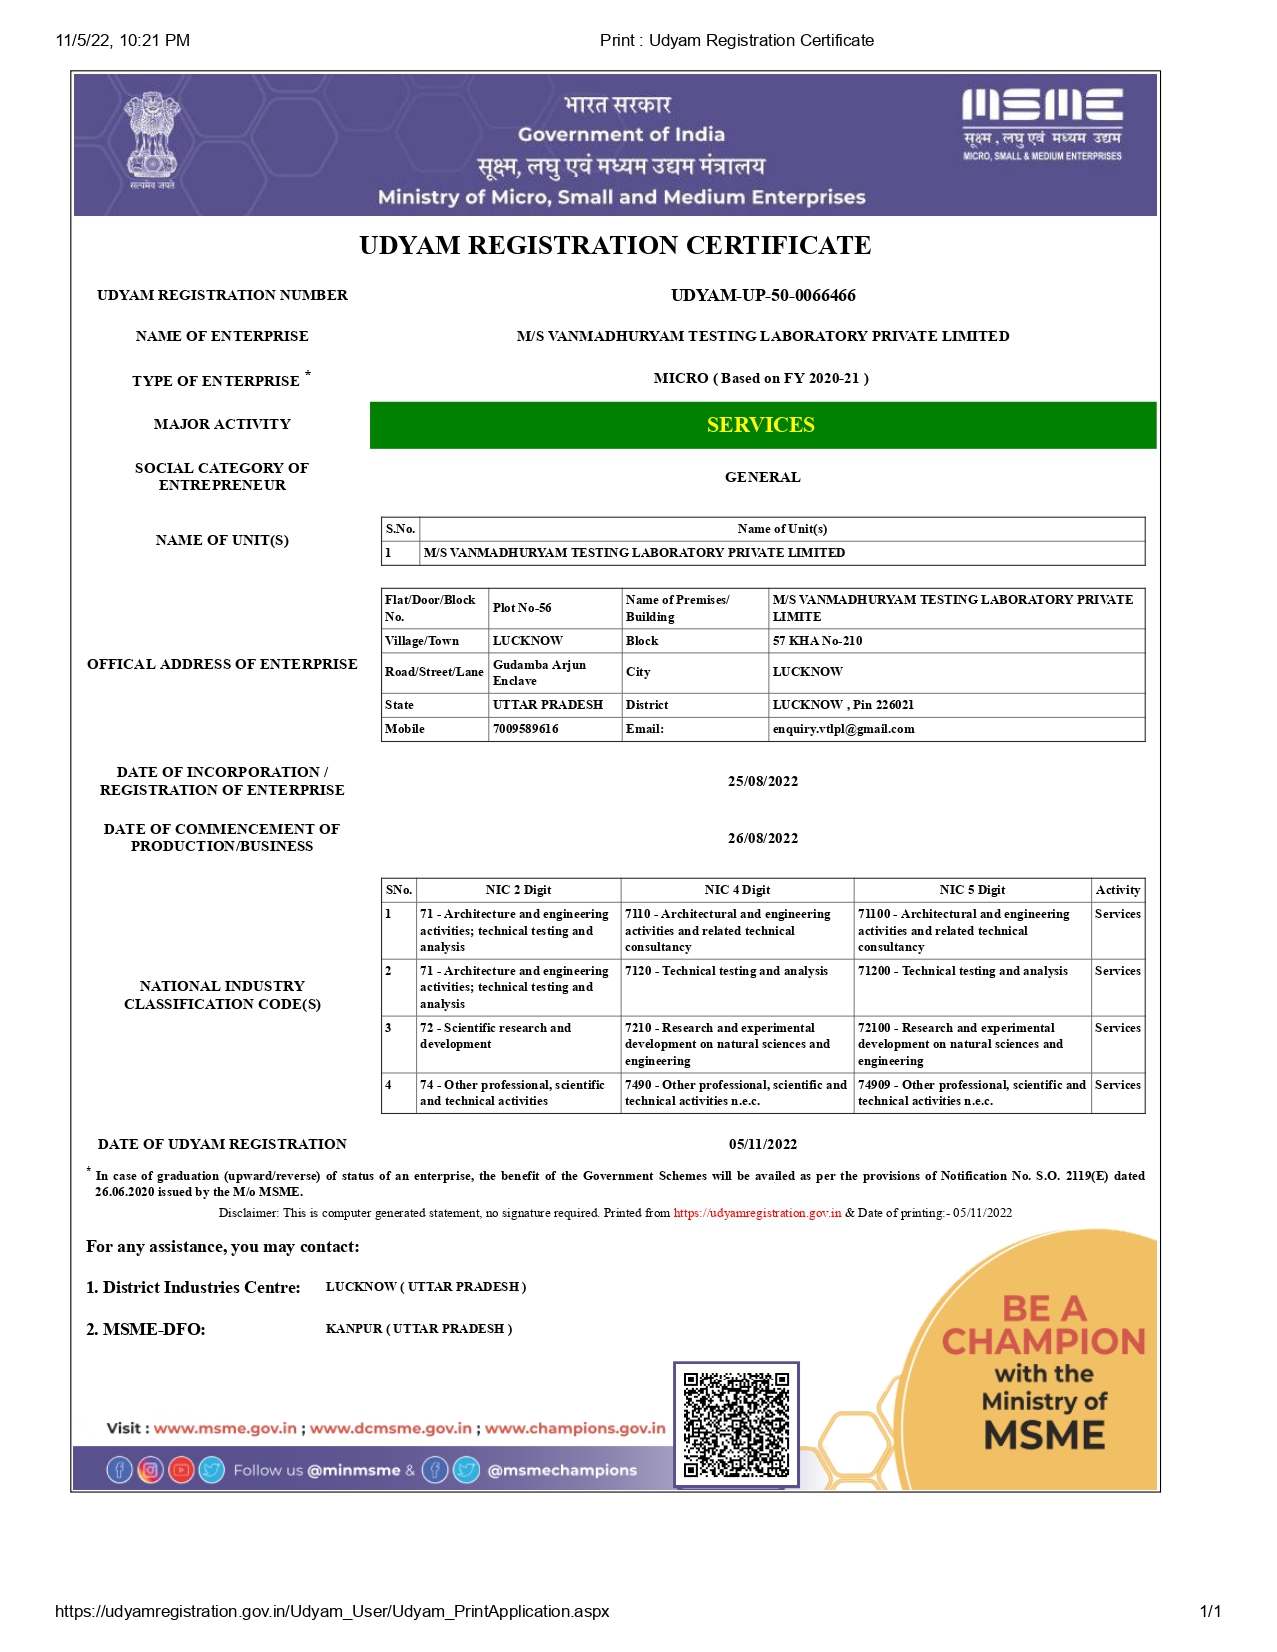 11/5/22, 10:21 PM Print : Udyam Registration Certificate
सत्यमेव जयते
भारत सरकार
Government of India
सूक्ष्म, लघु एवं मध्यम उद्यम मंत्रालय
Ministry of Micro, Small and Medium Enterprises
MSME
सूक्ष्म , लघु एवं मध्यम उद्यम
MICRO, SMALL & MEDIUM ENTERPRISES
UDYAM REGISTRATION CERTIFICATE
UDYAM REGISTRATION NUMBER UDYAM-UP-50-0066466
NAME OF ENTERPRISE M/S VANMADHURYAM TESTING LABORATORY PRIVATE LIMITED
TYPE OF ENTERPRISE * MICRO ( Based on FY 2020-21 )
MAJOR ACTIVITY SERVICES
SOCIAL CATEGORY OF
ENTREPRENEUR
GENERAL
NAME OF UNIT(S)
S.No. Name of Unit(s)
1 M/S VANMADHURYAM TESTING LABORATORY PRIVATE LIMITED
OFFICAL ADDRESS OF ENTERPRISE
Flat/Door/Block
No.
Plot No-56
Name of Premises/
Building
M/S VANMADHURYAM TESTING LABORATORY PRIVATE
LIMITE
Village/Town LUCKNOW Block 57 KHA No-210
Road/Street/Lane
Gudamba Arjun
Enclave
City LUCKNOW
State UTTAR PRADESH District LUCKNOW , Pin 226021
Mobile 7009589616 Email: enquiry.vtlpl@gmail.com
DATE OF INCORPORATION /
REGISTRATION OF ENTERPRISE
25/08/2022
DATE OF COMMENCEMENT OF
PRODUCTION/BUSINESS
26/08/2022
NATIONAL INDUSTRY
CLASSIFICATION CODE(S)
SNo. NIC 2 Digit NIC 4 Digit NIC 5 Digit Activity
1 71 - Architecture and engineering
activities; technical testing and
analysis
7110 - Architectural and engineering
activities and related technical
consultancy
71100 - Architectural and engineering
activities and related technical
consultancy
Services
2 71 - Architecture and engineering
activities; technical testing and
analysis
7120 - Technical testing and analysis
71200 - Technical testing and analysis
Services
3 72 - Scientific research and
development
7210 - Research and experimental
development on natural sciences and
engineering
72100 - Research and experimental
development on natural sciences and
engineering
Services
4 74 - Other professional, scientific
and technical activities
7490 - Other professional, scientific and
technical activities n.e.c.
74909 - Other professional, scientific and
technical activities n.e.c.
Services
DATE OF UDYAM REGISTRATION 05/11/2022
* In case of graduation (upward/reverse) of status of an enterprise, the benefit of the Government Schemes will be availed as per the provisions of Notification No. S.O. 2119(E) dated
26.06.2020 issued by the M/o MSME.
Disclaimer: This is computer generated statement, no signature required. Printed from https://udyamregistration.gov.in & Date of printing:- 05/11/2022
For any assistance, you may contact:
1. District Industries Centre: LUCKNOW ( UTTAR PRADESH )
2. MSME-DFO: KANPUR ( UTTAR PRADESH )
BE A
CHAMPION
with the
Ministry of
MSME
Visit : www.msme.gov.in ; www.dcmsme.gov.in ; www.champions.gov.in
Follow us @minmsme & @msmechampions
https://udyamregistration.gov.in/Udyam_User/Udyam_PrintApplication.aspx 1/1